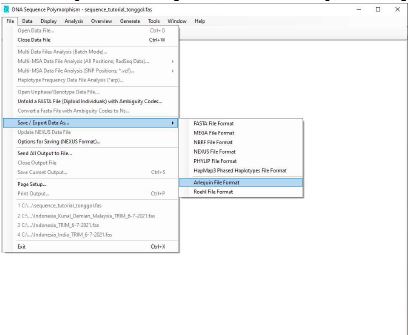 DNA Sequence Polymorphism - sequence_tutorial_tonggol.fas
File Data Display Analysis Overview Generate Tools Window Help
Open Data File... Ctrl+O
Close Data File Ctrl+W
Multi Data Files Analysis (Batch Mode)...
Multi-MSA Data File Analysis (All Positions; RadSeq Data)...
Multi-MSA Data File Analysis (SNP Positions; *.vcf)...
Haplotype Frequency Data File Analysis (*.arp)...
Open Unphase/Genotype Data File...
Unfold a FASTA File (Diploid Individuals) with Ambiguity Codes...
Convert a Fasta File with Ambiguity Codes to Ns...
Save / Export Data As...
FASTA File Format
Update NEXUS Data File
MEGA File Format
Options for Saving (NEXUS Format)...
NBRF File Format
NEXUS File Format
Send All Output to File...
PHYLIP File Format
Close Output File
HapMap3 Phased Haplotypes File Format
Save Current Output... Ctrl+S
Arlequin File Format
Page Setup...
Roehl File Format
Print Output... Ctrl+P
1 C:\...\sequence_tutorial_tonggol.fas
2 C:\...\Indonesia_Kunal_Demian_Malaysia_TRIM_6-7-2021.fas
3 C:\...\Indonesia_TRIM_6-7-2021.fas
4 C:\...\Indonesia_India_TRIM_6-7-2021.fas
Exit Ctrl+X